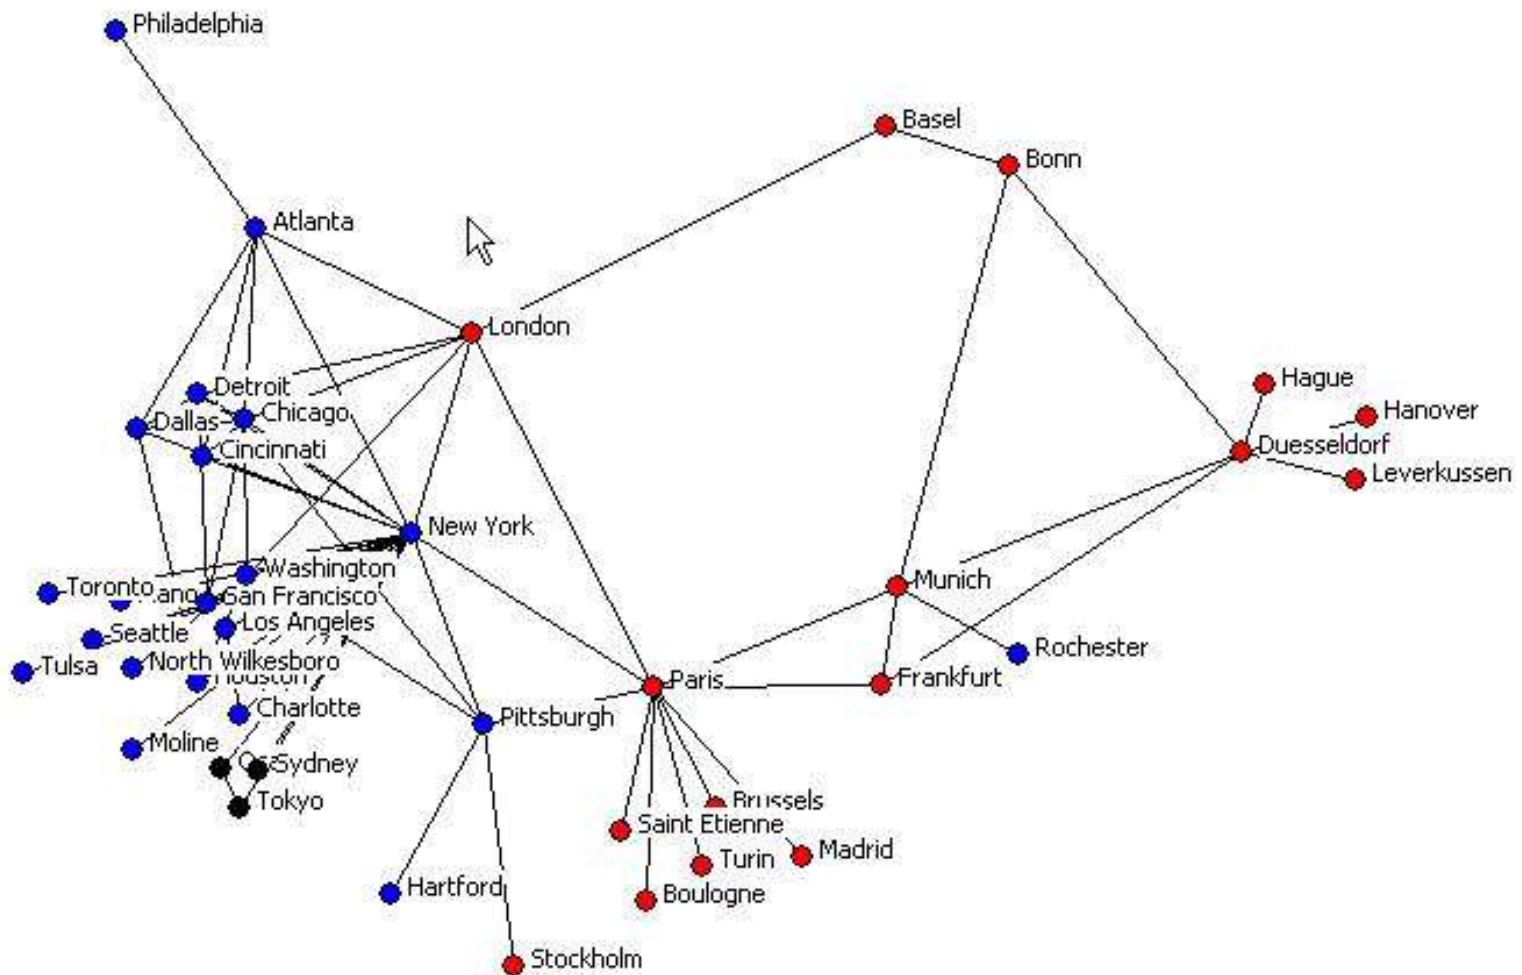 Philadelphia
Basel
Bonn
Atlanta
London
Hague
Detroit
Chicago
Hanover
Dallas
Cincinnati
Duesseldorf
Leverkussen
New York
Washington
Munich
Toronto
San Francisco
Los Angeles
Seattle
Rochester
North Wilkesboro
Tulsa
Houston
Paris
Frankfurt
Charlotte
Pittsburgh
Moline
Sydney
Tokyo
Brussels
Saint Etienne
Turin
Madrid
Hartford
Boulogne
Stockholm